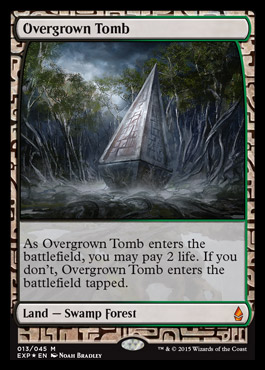 Overgrown Tomb
As Overgrown Tomb enters the
battlefield, you may pay 2 life. If you
don't, Overgrown Tomb enters the
battlefield tapped.
Land — Swamp Forest
013/045 M
EXP ★ EN Noah Bradley
™ & © 2015 Wizards of the Coast